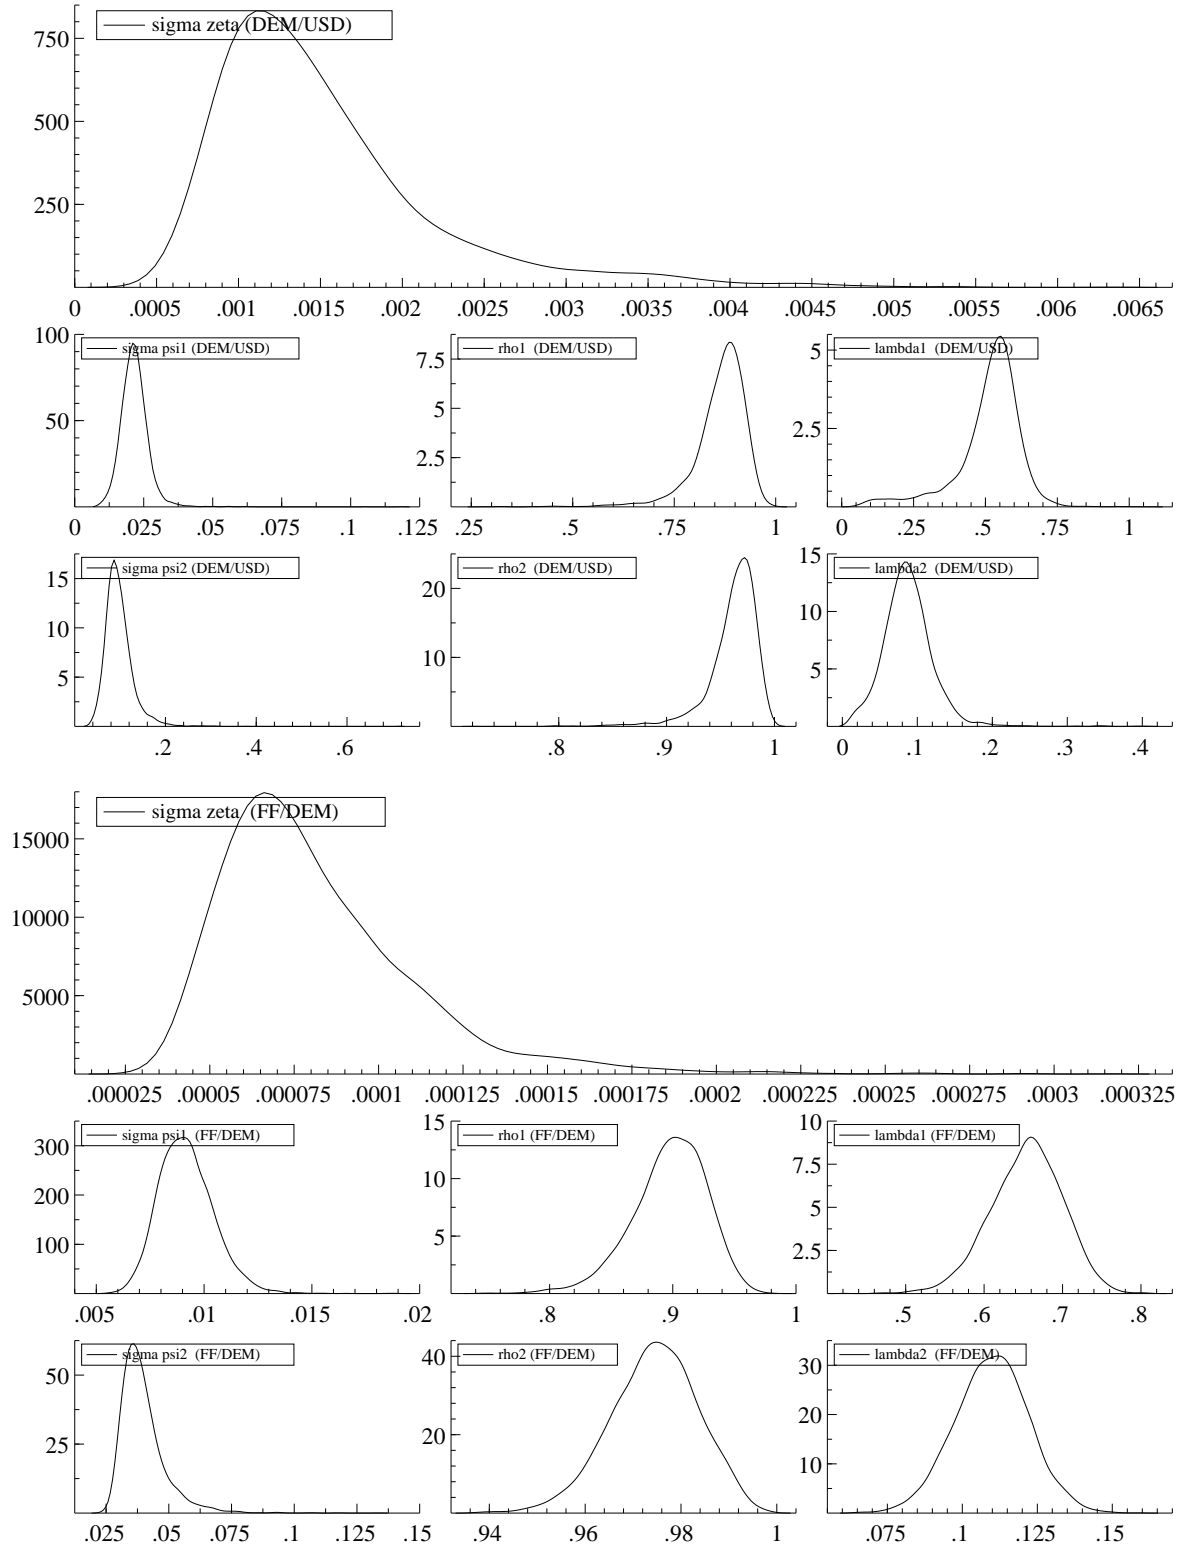 sigma zeta (DEM/USD)
750
500
250
0 .0005 .001 .0015 .002 .0025 .003 .0035 .004 .0045 .005 .0055 .006 .0065
sigma psi1 (DEM/USD)
100
50
0 .025 .05 .075 .1 .125
rho1 (DEM/USD)
7.5
5
2.5
.25 .5 .75 1
lambda1 (DEM/USD)
5
2.5
0 .25 .5 .75 1
sigma psi2 (DEM/USD)
15
10
5
.2 .4 .6
rho2 (DEM/USD)
20
10
.8 .9 1
lambda2 (DEM/USD)
15
10
5
0 .1 .2 .3 .4
sigma zeta (FF/DEM)
15000
10000
5000
.000025 .00005 .000075 .0001 .000125 .00015 .000175 .0002 .000225 .00025 .000275 .0003 .000325
sigma psi1 (FF/DEM)
300
200
100
.005 .01 .015 .02
rho1 (FF/DEM)
15
10
5
.8 .9 1
lambda1 (FF/DEM)
10
7.5
5
2.5
.5 .6 .7 .8
sigma psi2 (FF/DEM)
50
25
.025 .05 .075 .1 .125 .15
rho2 (FF/DEM)
40
20
.94 .96 .98 1
lambda2 (FF/DEM)
30
20
10
.075 .1 .125 .15